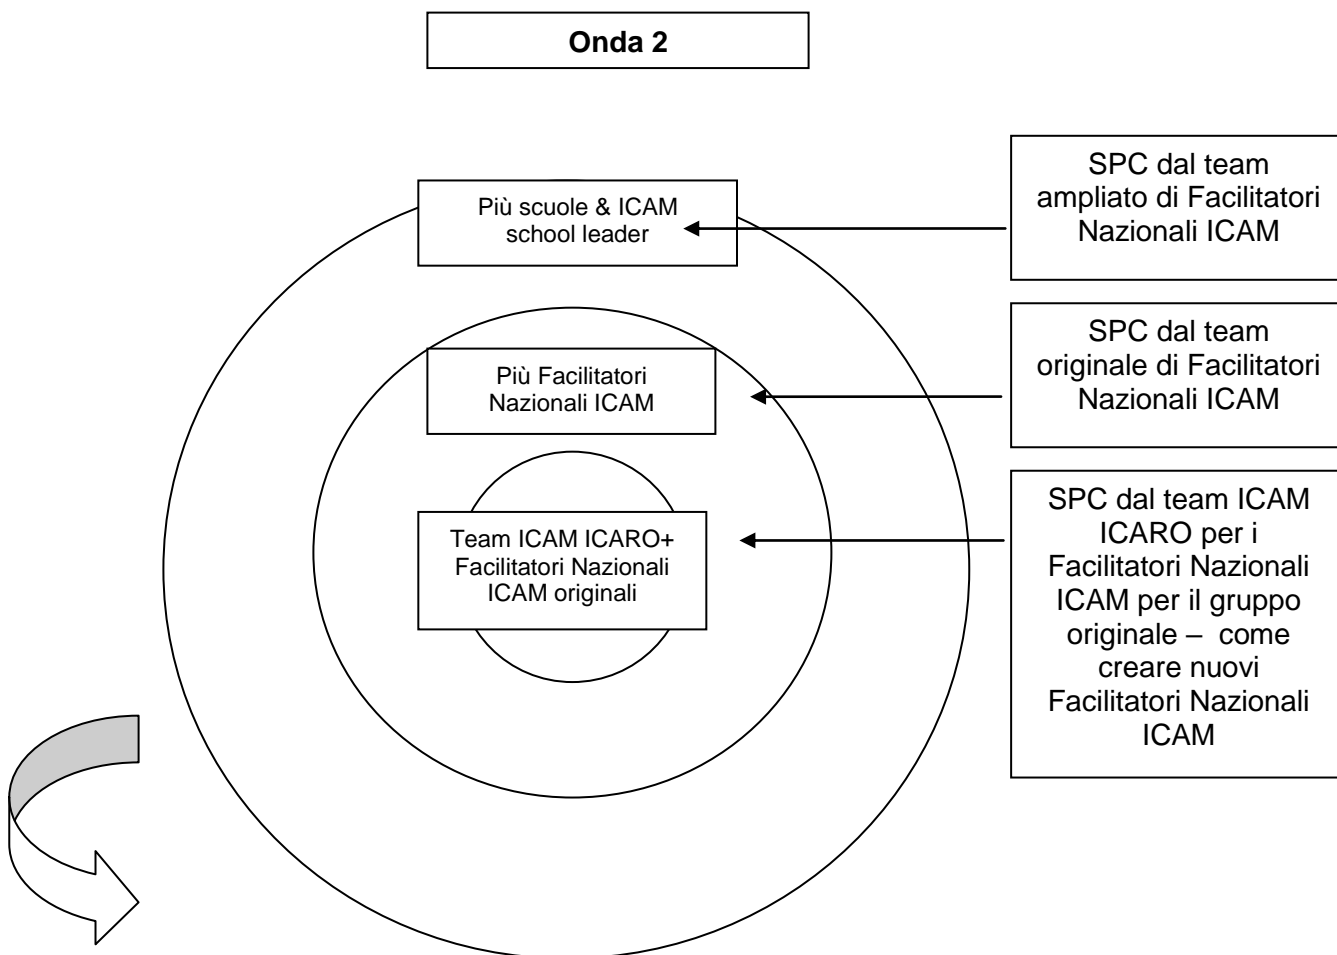 Onda 2
Più scuole & ICAM
school leader
SPC dal team
ampliato di Facilitatori
Nazionali ICAM
Più Facilitatori
Nazionali ICAM
SPC dal team
originale di Facilitatori
Nazionali ICAM
Team ICAM ICARO+
Facilitatori Nazionali
ICAM originali
SPC dal team ICAM
ICARO per i
Facilitatori Nazionali
ICAM per il gruppo
originale – come
creare nuovi
Facilitatori Nazionali
ICAM